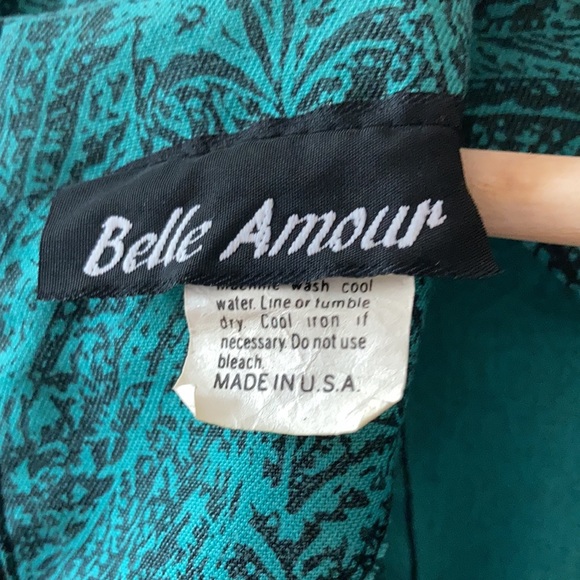 Belle Amour
Machine wash cool
water. Line or tumble
dry. Cool iron if
necessary. Do not use
bleach.
MADE IN U.S.A.